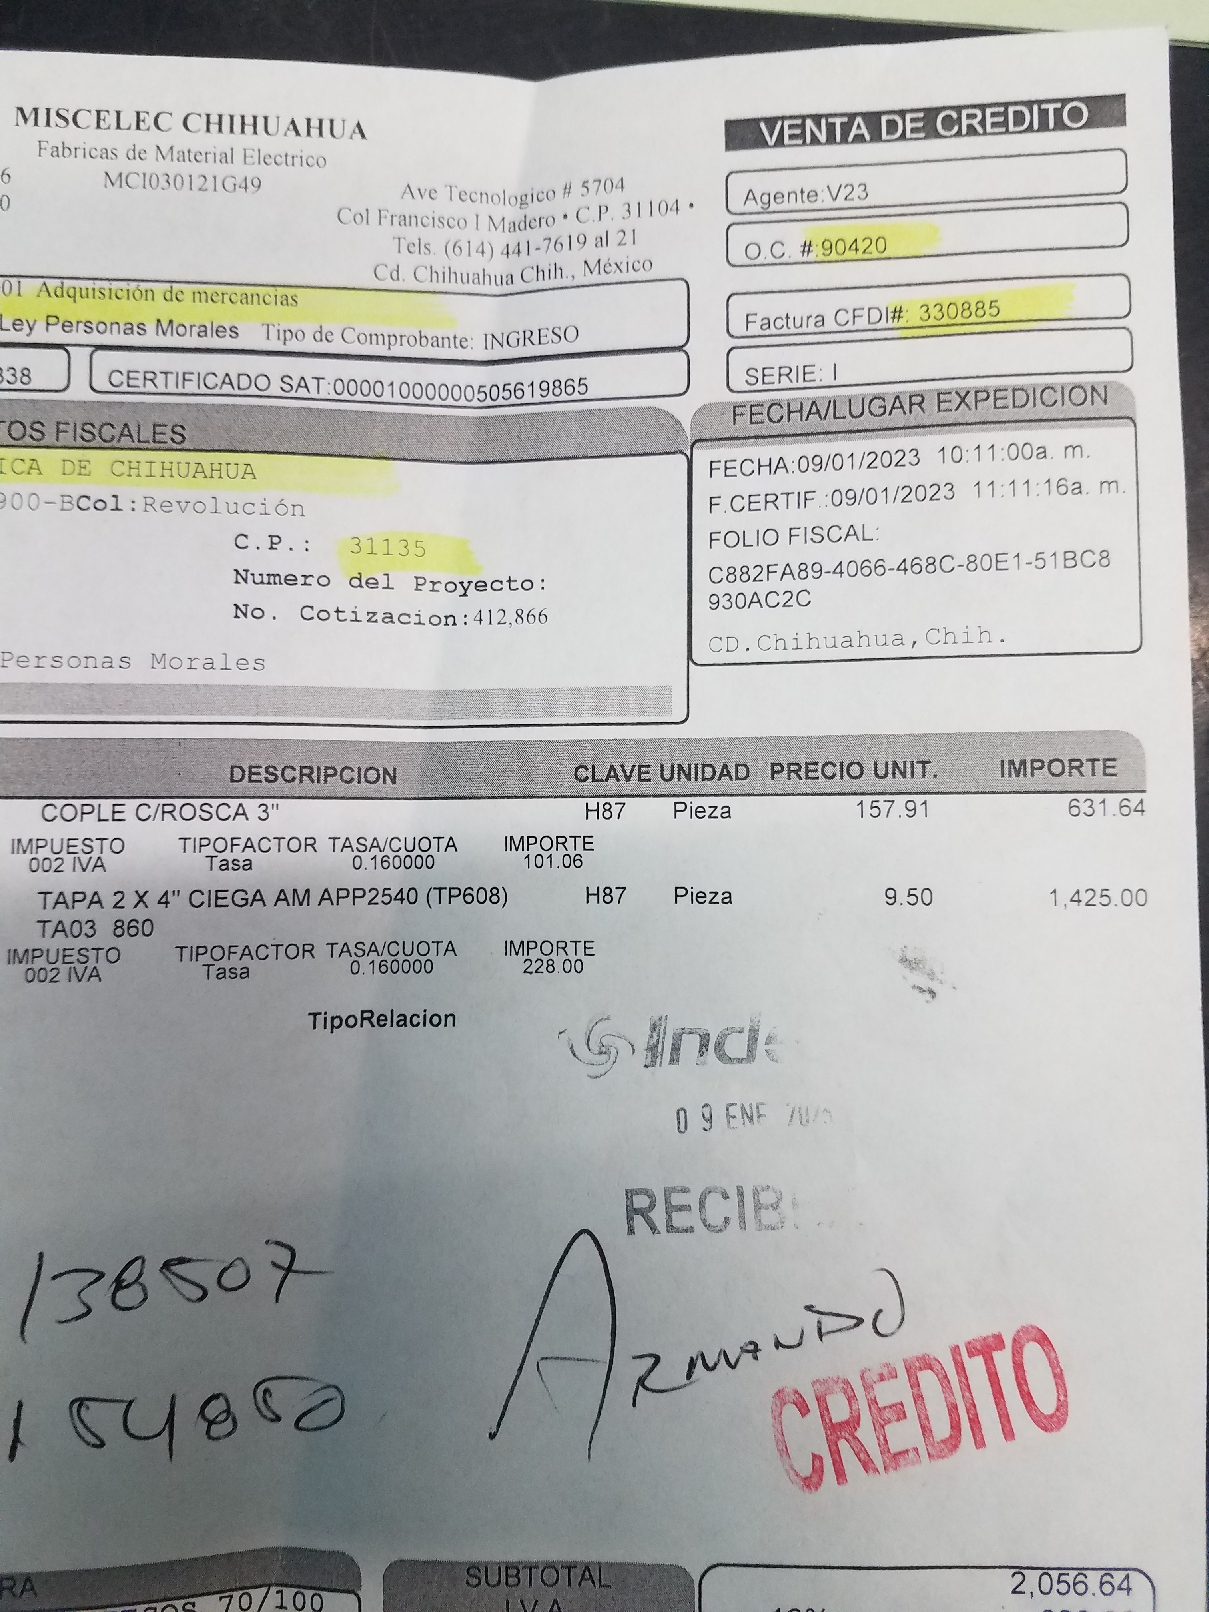 MISCELEC CHIHUAHUA
Fabricas de Material Electrico
MCI030121G49
6
0
Ave Tecnologico # 5704
Col Francisco I Madero • C.P. 31104 •
Tels. (614) 441-7619 al 21
Cd. Chihuahua Chih., México
VENTA DE CREDITO
Agente:V23
O.C. #:90420
Factura CFDI#: 330885
SERIE: I
01 Adquisición de mercancias
Ley Personas Morales Tipo de Comprobante: INGRESO
338
CERTIFICADO SAT:00001000000505619865
TOS FISCALES
ICA DE CHIHUAHUA
900-BCol:Revolución
C.P.: 31135
Numero del Proyecto:
No. Cotizacion:412,866
Personas Morales
FECHA/LUGAR EXPEDICION
FECHA:09/01/2023 10:11:00a. m.
F.CERTIF.:09/01/2023 11:11:16a. m.
FOLIO FISCAL:
C882FA89-4066-468C-80E1-51BC8
930AC2C
CD.Chihuahua,Chih.
DESCRIPCION CLAVE UNIDAD PRECIO UNIT. IMPORTE
COPLE C/ROSCA 3" H87 Pieza 157.91 631.64
IMPUESTO TIPOFACTOR TASA/CUOTA IMPORTE
002 IVA Tasa 0.160000 101.06
TAPA 2 X 4" CIEGA AM APP2540 (TP608) H87 Pieza 9.50 1,425.00
TA03 860
IMPUESTO TIPOFACTOR TASA/CUOTA IMPORTE
002 IVA Tasa 0.160000 228.00
TipoRelacion
Ind
09 ENE
RECIB
138507
ARMANDO
154850
CREDITO
RA
70/100
SUBTOTAL 2,056.64
I.V.A.